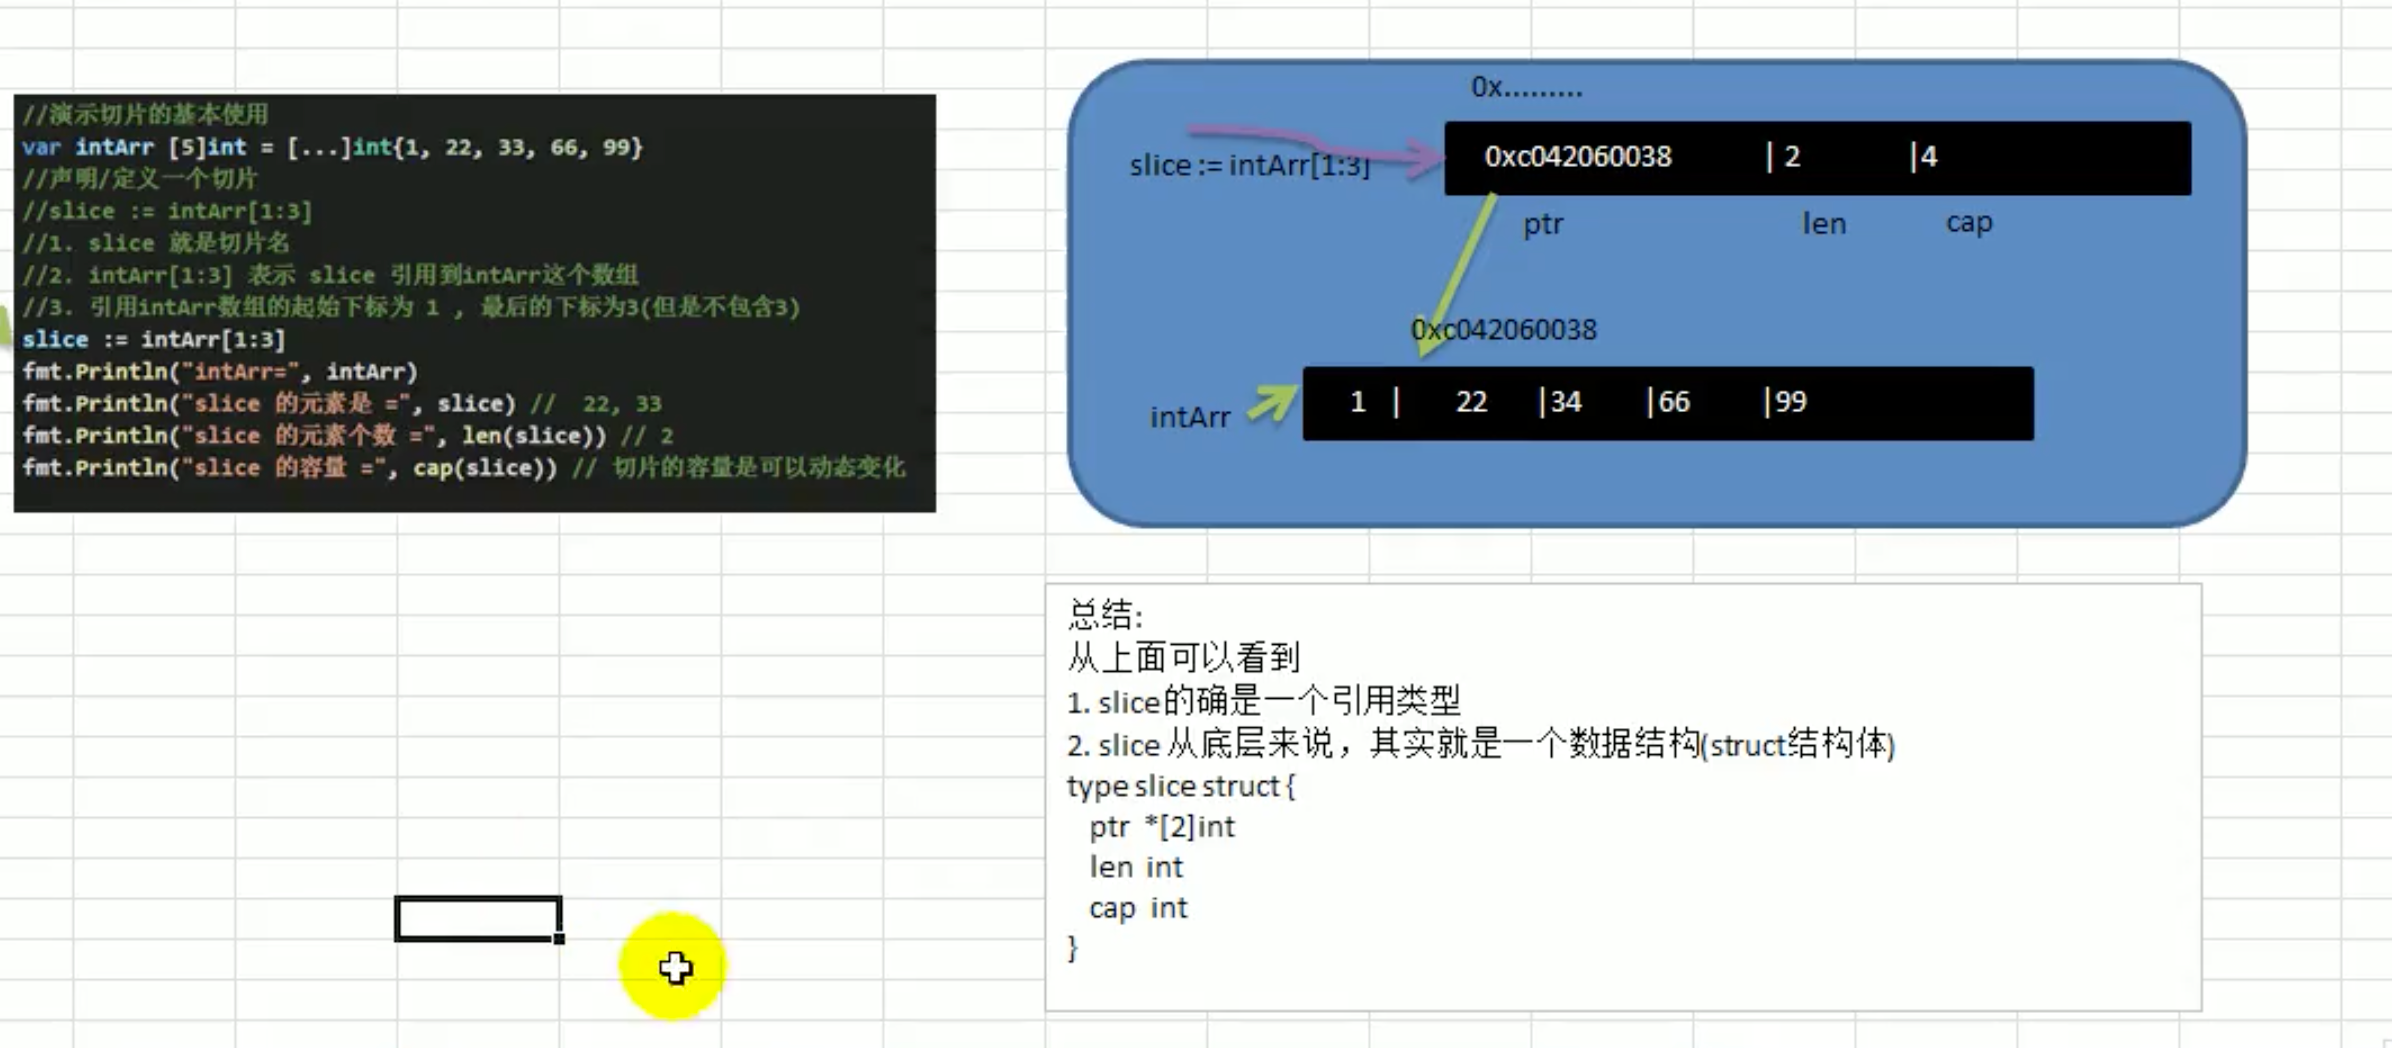 //演示切片的基本使用
var intArr [5]int = [...]int{1, 22, 33, 66, 99}
//声明/定义一个切片
//slice := intArr[1:3]
//1. slice 就是切片名
//2. intArr[1:3] 表示 slice 引用到intArr这个数组
//3. 引用intArr数组的起始下标为 1 , 最后的下标为3(但是不包含3)
slice := intArr[1:3]
fmt.Println("intArr=", intArr)
fmt.Println("slice 的元素是 =", slice) //  22, 33
fmt.Println("slice 的元素个数 =", len(slice)) // 2
fmt.Println("slice 的容量 =", cap(slice)) // 切片的容量是可以动态变化
0x.........
slice := intArr[1:3]
0xc042060038 | 2 |4
ptr len cap
0xc042060038
intArr
1 | 22 |34 |66 |99
总结:
从上面可以看到
1. slice的确是一个引用类型
2. slice 从底层来说，其实就是一个数据结构(struct结构体)
type slice struct {
ptr *[2]int
len int
cap int
}